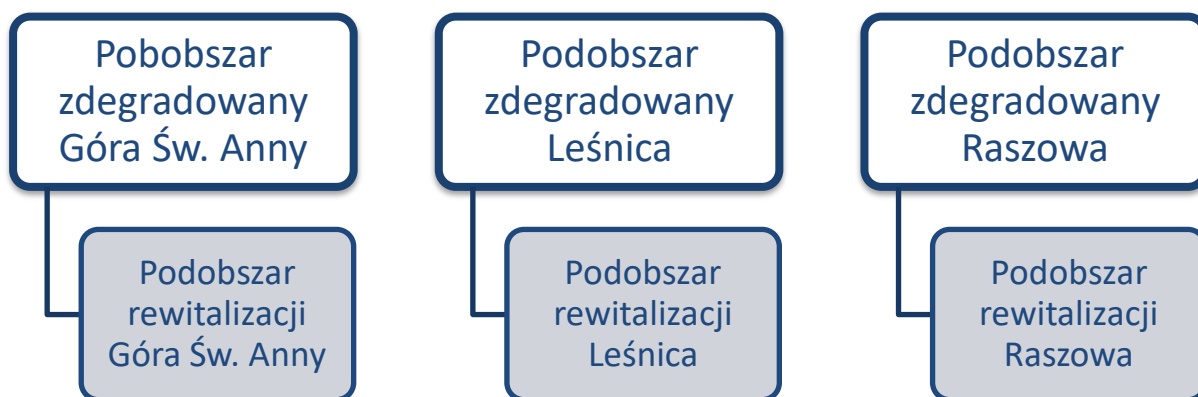 Pobobszar
zdegradowany
Góra Św. Anny
Podobszar
rewitalizacji
Góra Św. Anny
Podobszar
zdegradowany
Leśnica
Podobszar
rewitalizacji
Leśnica
Podobszar
zdegradowany
Raszowa
Podobszar
rewitalizacji
Raszowa